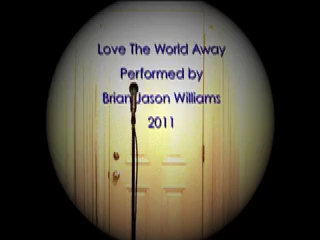 Love The World Away
Performed by
Brian Jason Williams
2011